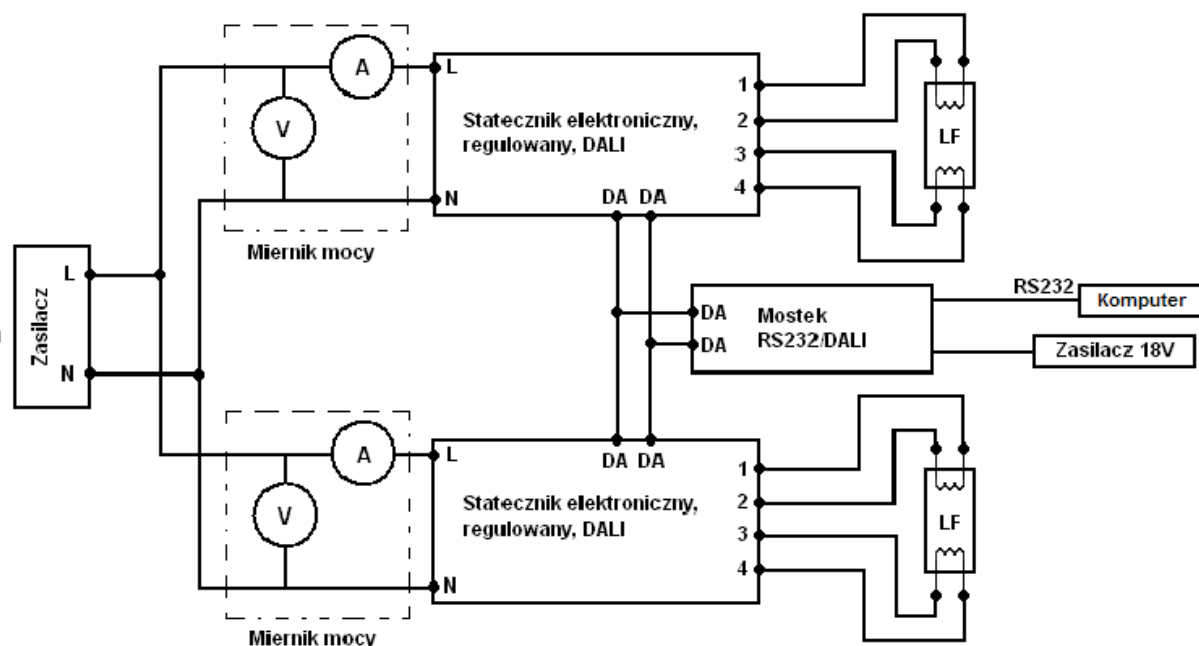 A
V
Miernik mocy
L
N
Statecznik elektroniczny,
regulowany, DALI
DA DA
1
2
3
4
LF
Zasilacz
L
N
DA
DA
Mostek
RS232/DALI
RS232
Komputer
Zasilacz 18V
A
V
Miernik mocy
L
N
DA DA
Statecznik elektroniczny,
regulowany, DALI
1
2
3
4
LF